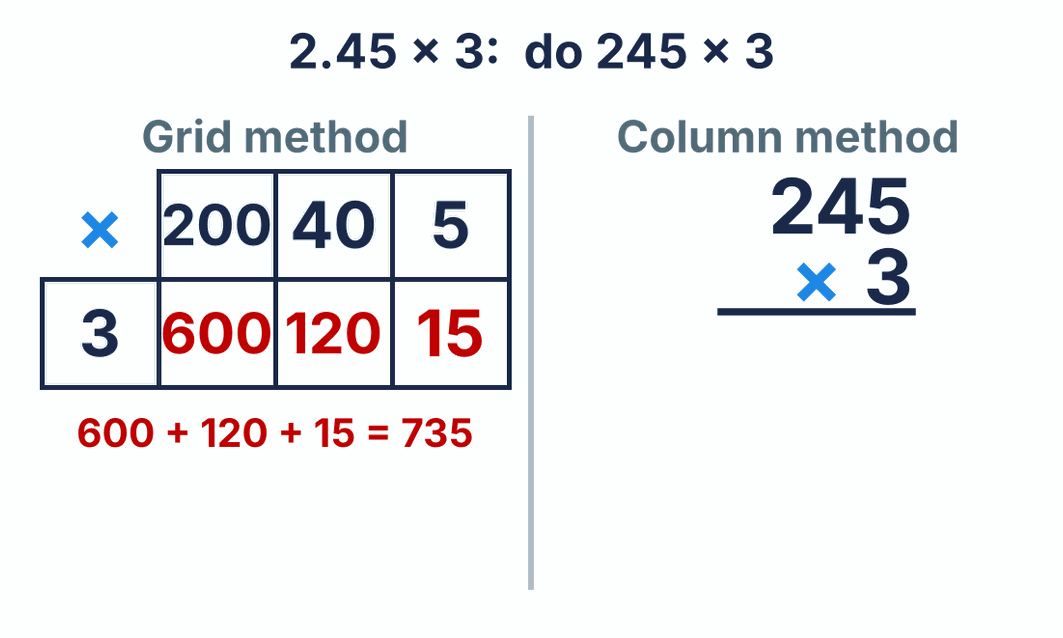 2.45 × 3: do 245 × 3
Grid method
× 200 40 5
3 600 120 15
600 + 120 + 15 = 735
Column method
245
× 3